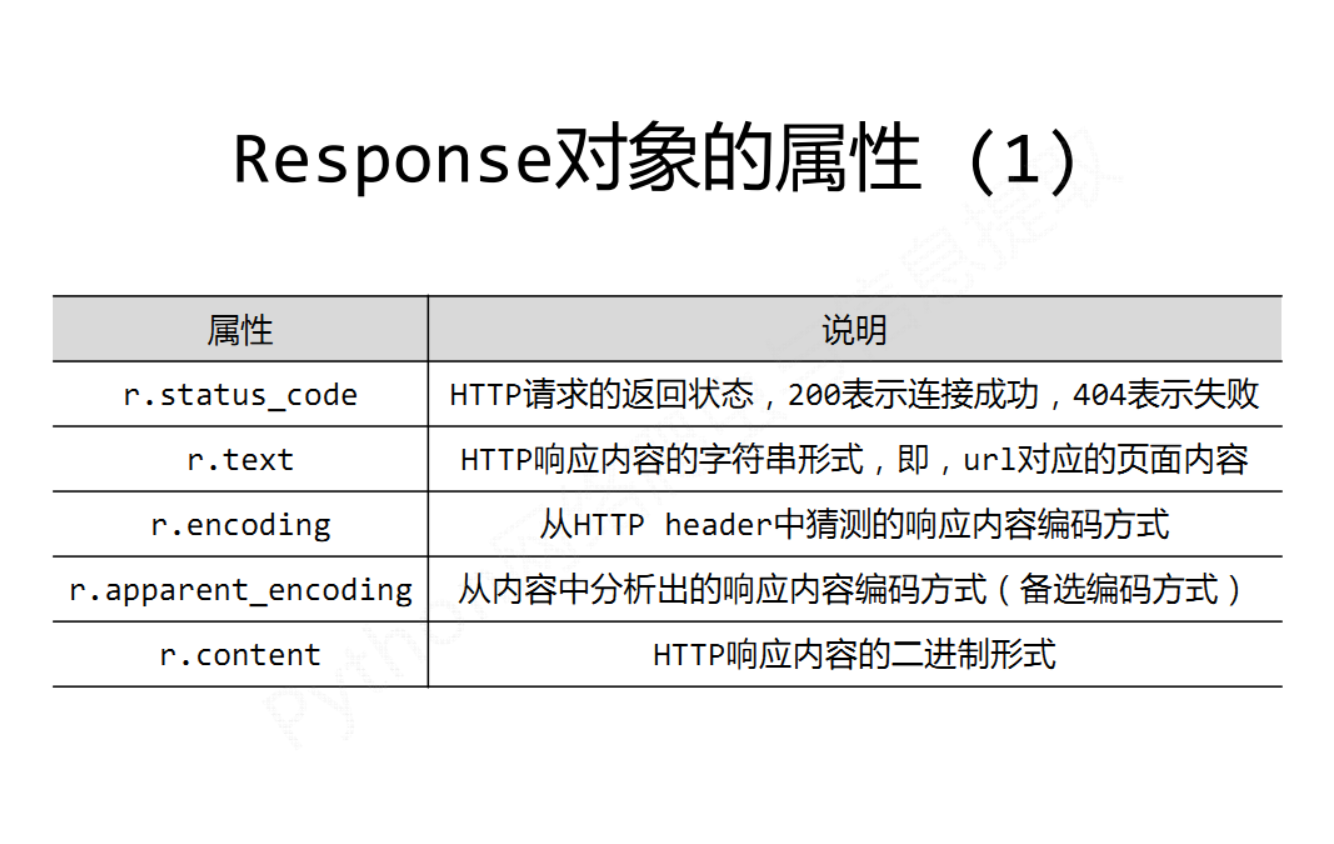 Response对象的属性（1）
属性 说明
r.status_code HTTP请求的返回状态，200表示连接成功，404表示失败
r.text HTTP响应内容的字符串形式，即，url对应的页面内容
r.encoding 从HTTP header中猜测的响应内容编码方式
r.apparent_encoding 从内容中分析出的响应内容编码方式（备选编码方式）
r.content HTTP响应内容的二进制形式